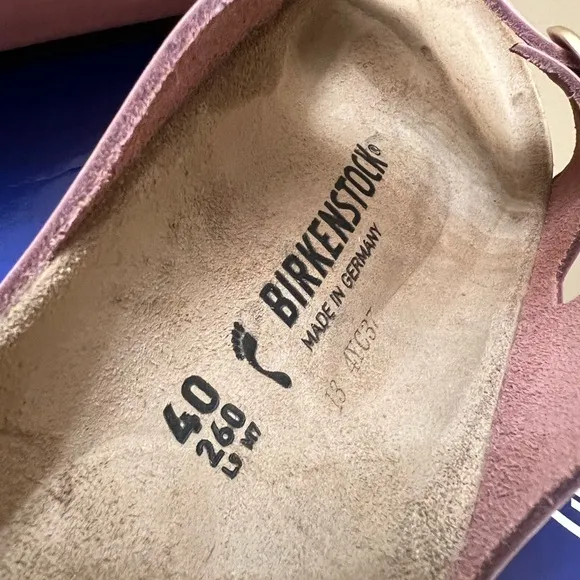 BIRKENSTOCK®
MADE IN GERMANY
40
260
L9 M7